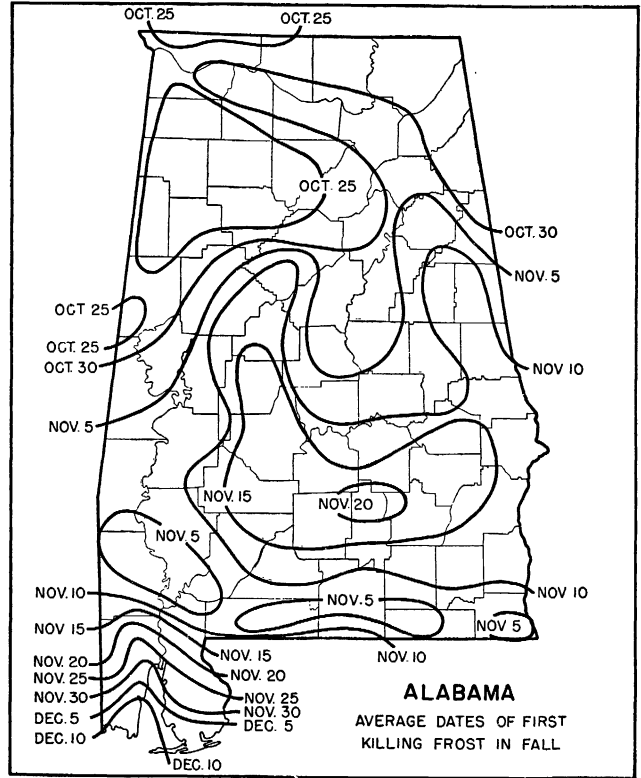 OCT. 25
OCT. 25
OCT. 25
OCT. 30
NOV. 5
OCT 25
OCT. 25
OCT. 30
NOV 10
NOV. 5
NOV. 15
NOV. 20
NOV. 5
NOV. 10
NOV. 10
NOV. 5
NOV 5
NOV 15
NOV. 15
NOV. 10
NOV. 20
NOV. 20
NOV. 25
NOV. 25
NOV. 30
NOV. 30
DEC. 5
DEC. 5
DEC. 10
DEC. 10
ALABAMA
AVERAGE DATES OF FIRST
KILLING FROST IN FALL